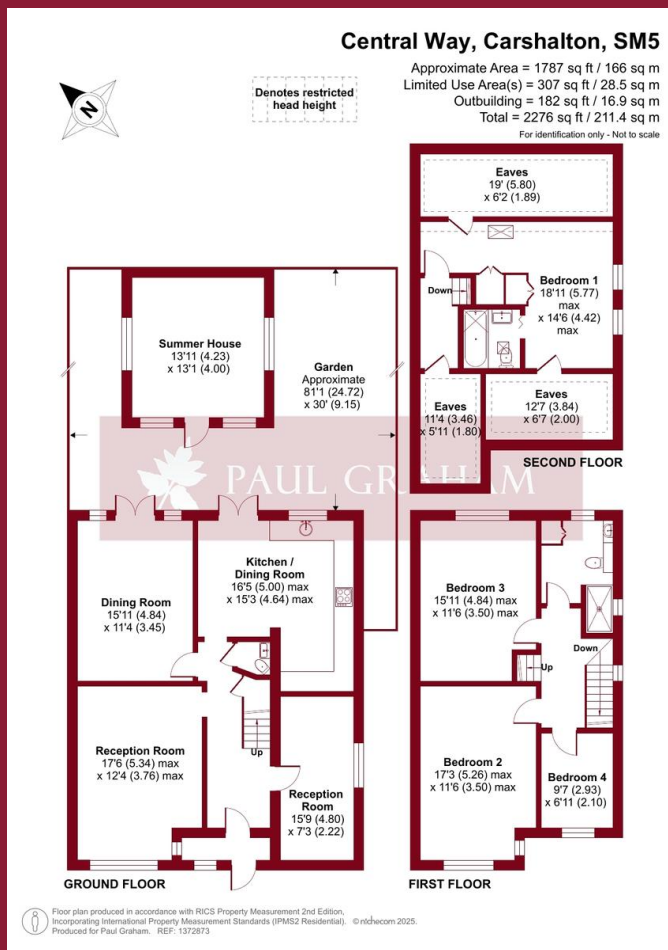 Central Way, Carshalton, SM5
Approximate Area = 1787 sq ft / 166 sq m
Limited Use Area(s) = 307 sq ft / 28.5 sq m
Outbuilding = 182 sq ft / 16.9 sq m
Total = 2276 sq ft / 211.4 sq m
For identification only - Not to scale
Denotes restricted
head height
N
Eaves
19' (5.80)
x 6'2 (1.89)
Down
Bedroom 1
18'11 (5.77)
max
x 14'6 (4.42)
max
Eaves
11'4 (3.46)
x 5'11 (1.80)
Eaves
12'7 (3.84)
x 6'7 (2.00)
SECOND FLOOR
Summer House
13'11 (4.23)
x 13'1 (4.00)
Garden
Approximate
81'1 (24.72)
x 30' (9.15)
PAUL GRAHAM
Dining Room
15'11 (4.84)
x 11'4 (3.45)
Kitchen /
Dining Room
16'5 (5.00) max
x 15'3 (4.64) max
Reception Room
17'6 (5.34) max
x 12'4 (3.76) max
Up
Reception
Room
15'9 (4.80)
x 7'3 (2.22)
GROUND FLOOR
Bedroom 3
15'11 (4.84) max
x 11'6 (3.50) max
Down
Up
Bedroom 2
17'3 (5.26) max
x 11'6 (3.50) max
Bedroom 4
9'7 (2.93)
x 6'11 (2.10)
FIRST FLOOR
Floor plan produced in accordance with RICS Property Measurement 2nd Edition,
Incorporating International Property Measurement Standards (IPMS2 Residential). © nichecom 2025.
Produced for Paul Graham. REF: 1372873